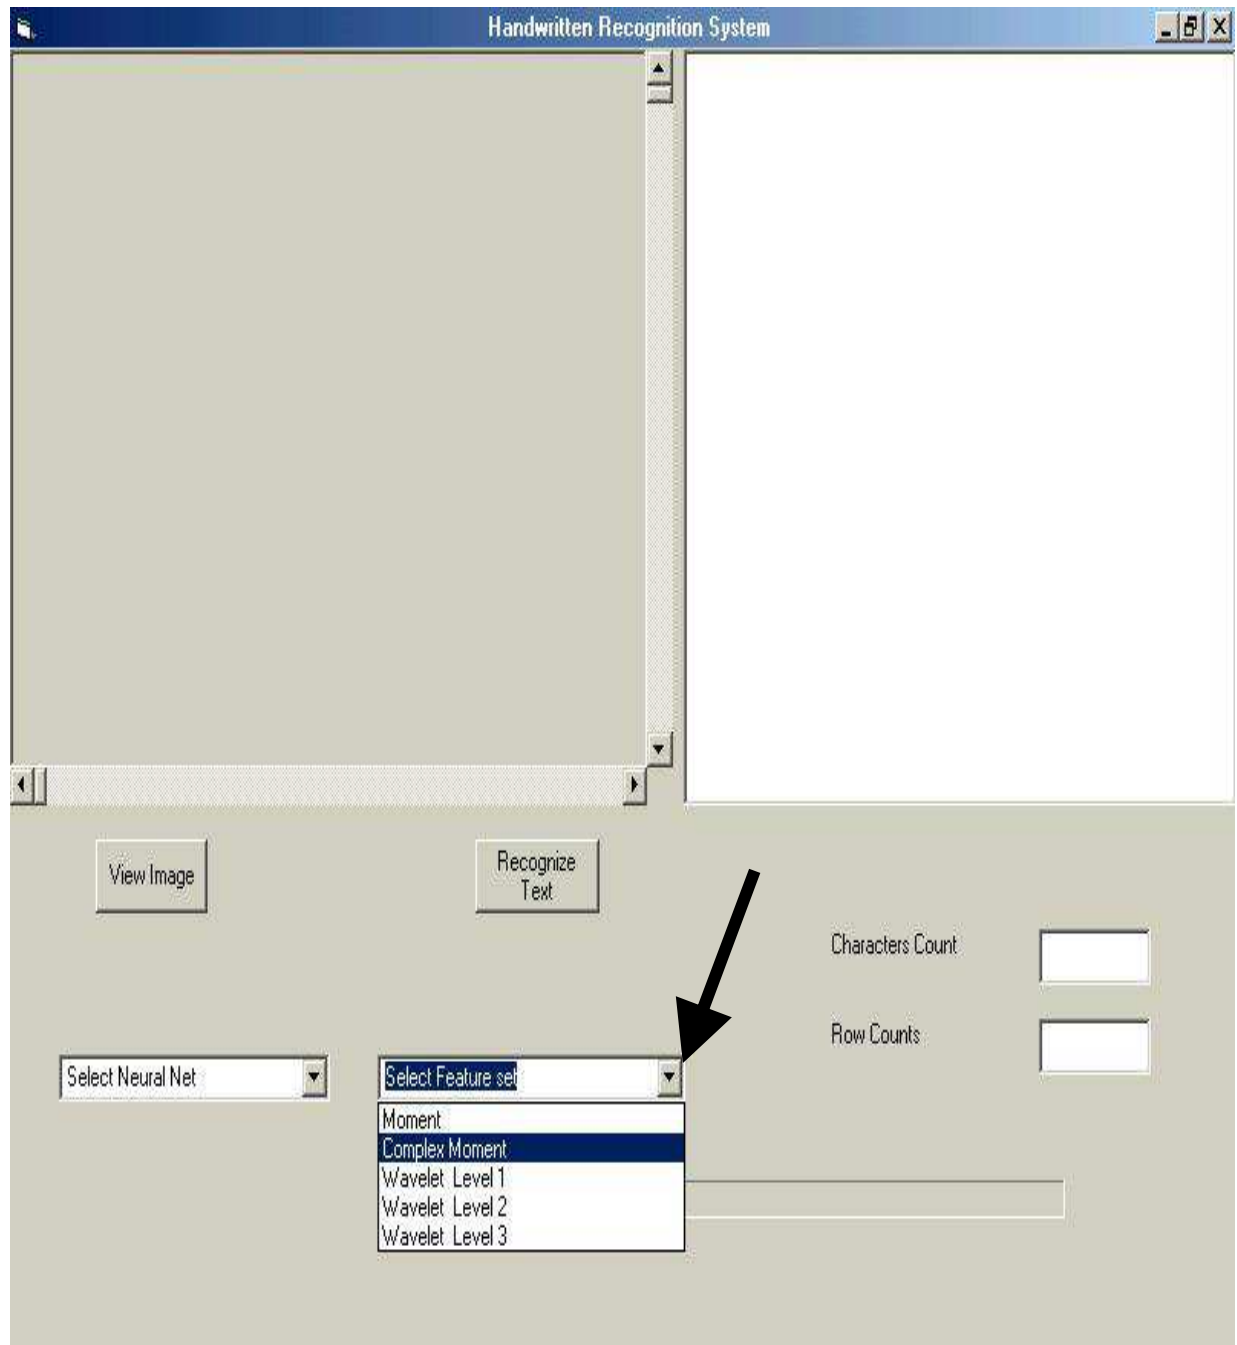 Handwritten Recognition System
View Image
Recognize
Text
Characters Count
Row Counts
Select Neural Net
Select Feature set
Moment
Complex Moment
Wavelet Level 1
Wavelet Level 2
Wavelet Level 3